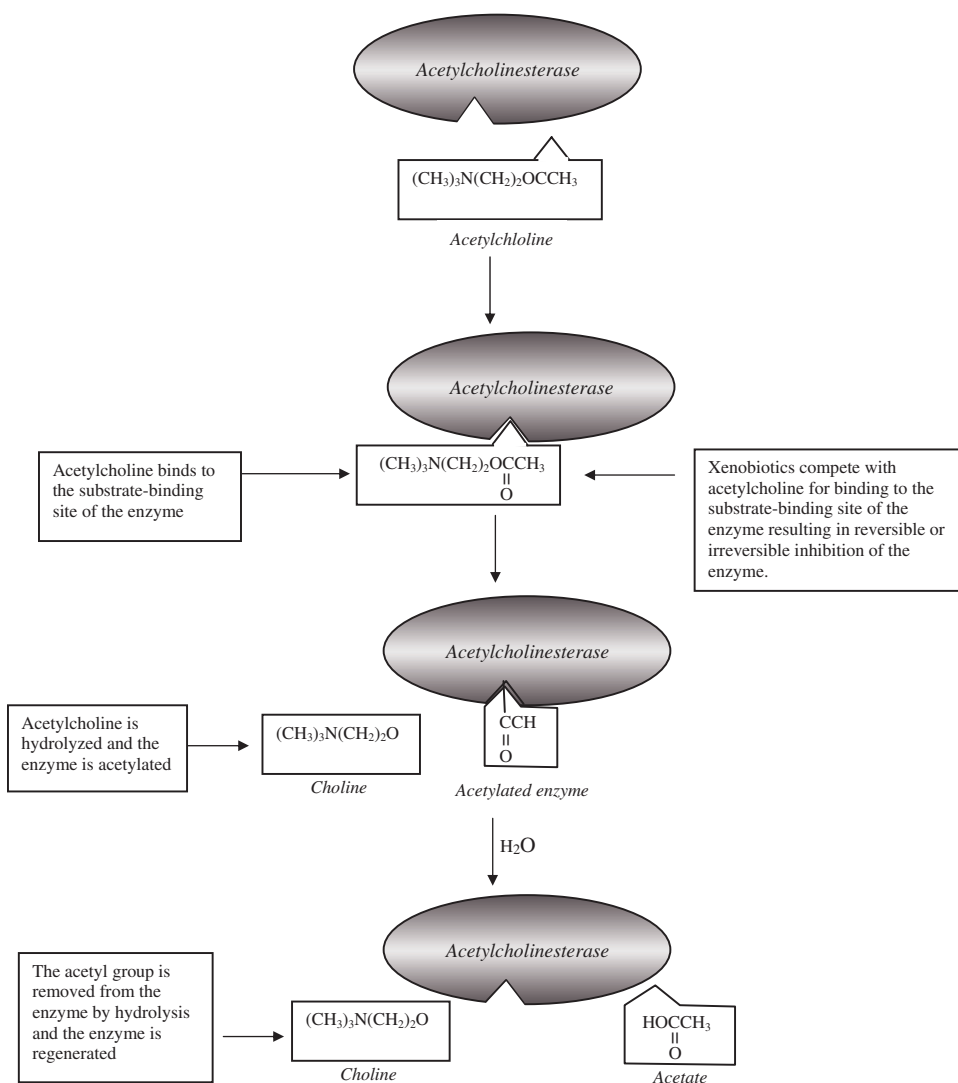 Acetylcholinesterase
(CH₃)₃N(CH₂)₂OCCH₃
Acetylchloline
Acetylcholinesterase
Acetylcholine binds to
the substrate-binding
site of the enzyme
(CH₃)₃N(CH₂)₂OCCH₃
O
Xenobiotics compete with
acetylcholine for binding to the
substrate-binding site of the
enzyme resulting in reversible or
irreversible inhibition of the
enzyme.
Acetylcholinesterase
Acetylcholine is
hydrolyzed and the
enzyme is acetylated
(CH₃)₃N(CH₂)₂O
Choline
CCH
O
Acetylated enzyme
H₂O
Acetylcholinesterase
The acetyl group is
removed from the
enzyme by hydrolysis
and the enzyme is
regenerated
(CH₃)₃N(CH₂)₂O
Choline
HOCCH₃
O
Acetate